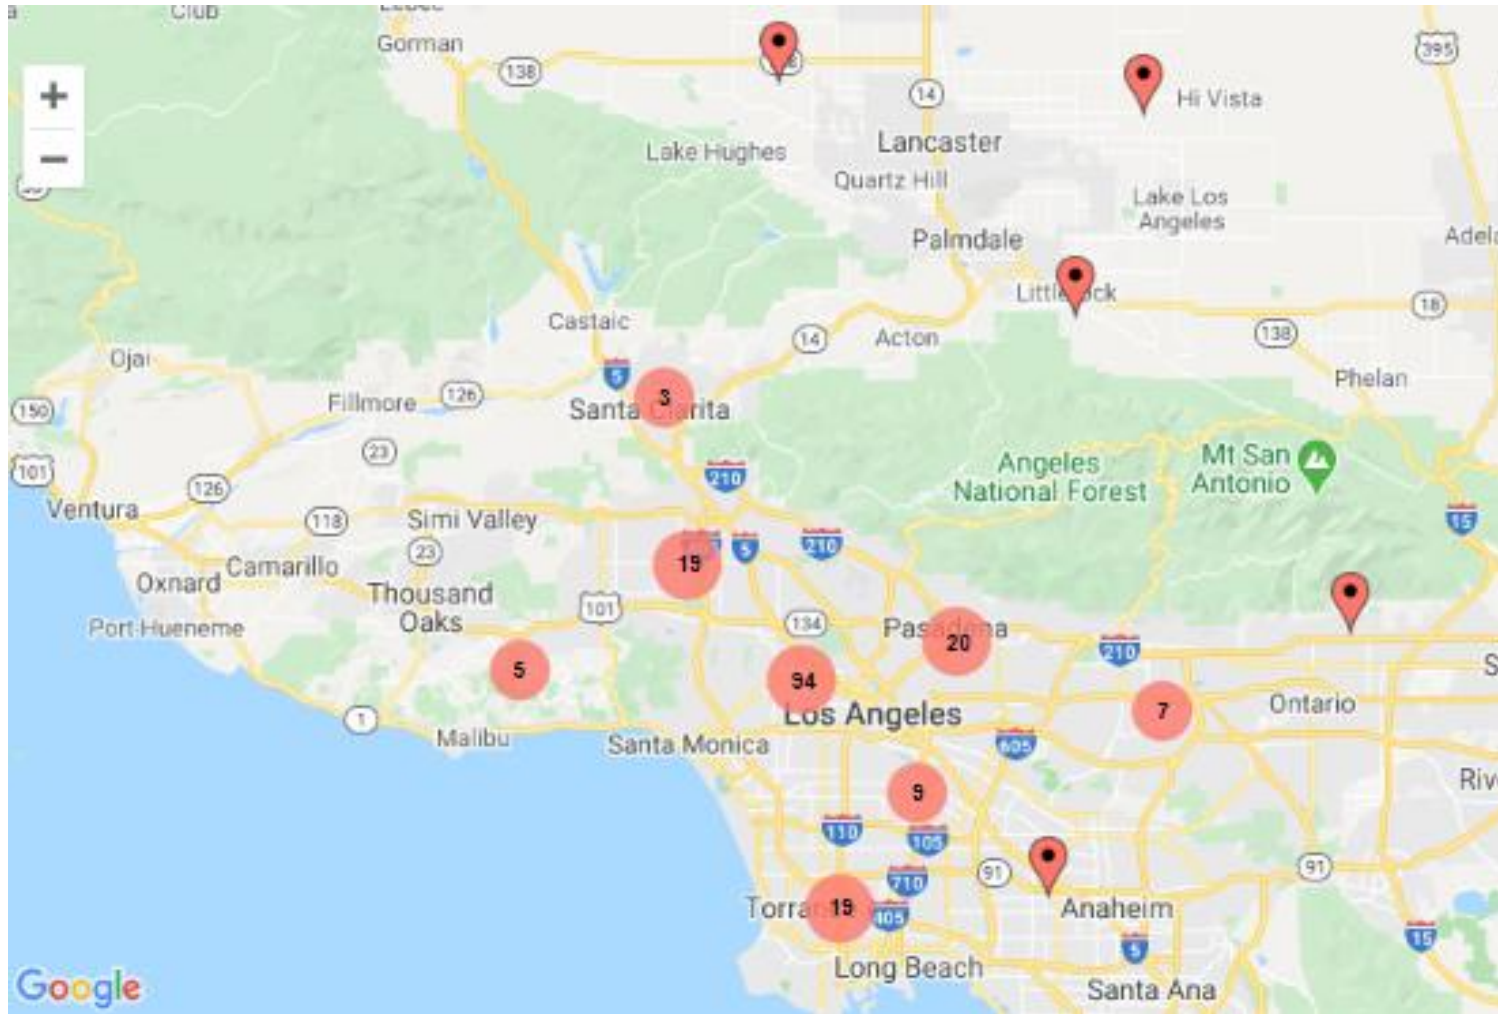 Club
Gorman
138
395
14
Hi Vista
Lancaster
Lake Hughes
Quartz Hill
Lake Los
Angeles
Palmdale
Castaic
18
14
Acton
138
Ojai
5
Phelan
3
Santa Clarita
126
Fillmore
150
23
Angeles
National Forest
Mt San
Antonio
101
210
126
Ventura
118
Simi Valley
15
23
5
210
19
Camarillo
Oxnard
Thousand
Oaks
101
134
Port Hueneme
Pasadena
20
210
5
94
7
Ontario
Los Angeles
1
Malibu
Santa Monica
605
9
110
105
91
91
710
Torra
19
405
Anaheim
15
5
Long Beach
Santa Ana
Google